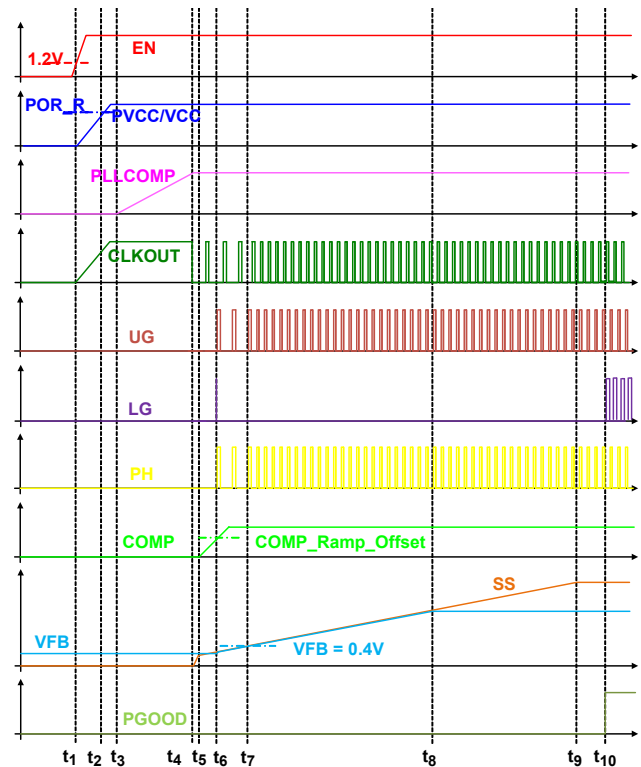 EN
1.2V
POR_R
PVCC/VCC
PLLCOMP
CLKOUT
UG
LG
PH
COMP
COMP_Ramp_Offset
SS
VFB
VFB = 0.4V
PGOOD
t1 t2 t3 t4 t5 t6 t7 t8 t9 t10